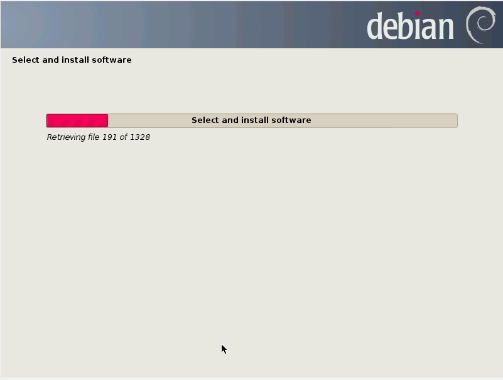 debian
Select and install software
Select and install software
Retrieving file 191 of 1328